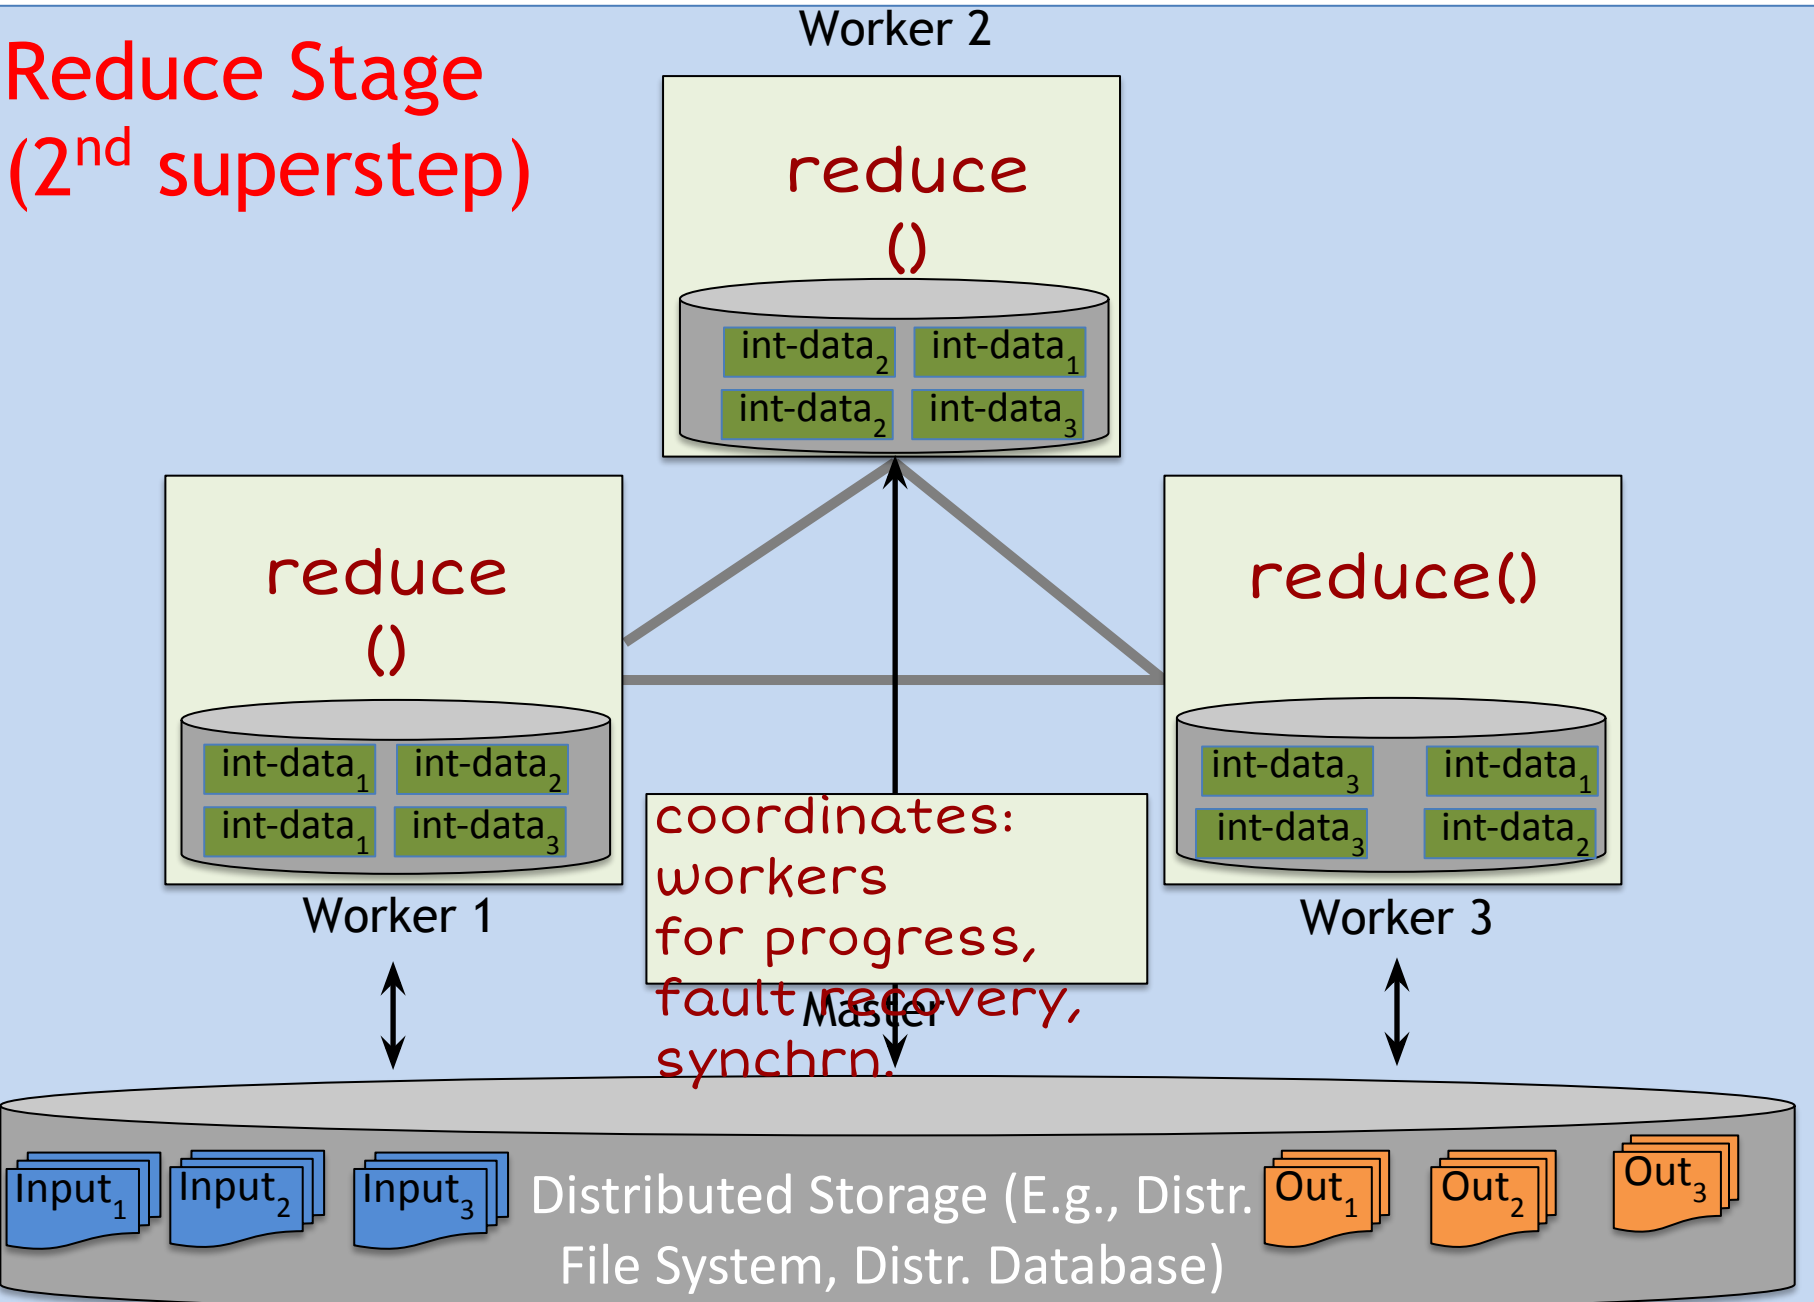 Worker 2
Reduce Stage
(2nd superstep)
reduce
()
int-data2 int-data1
int-data2 int-data3
reduce
()
int-data1 int-data2
int-data1 int-data3
Worker 1
reduce()
int-data3 int-data1
int-data3 int-data2
Worker 3
coordinates:
workers
for progress,
fault recovery,
synchrn.
Master
Input1 Input2 Input3
Distributed Storage (E.g., Distr.
File System, Distr. Database)
Out1 Out2 Out3